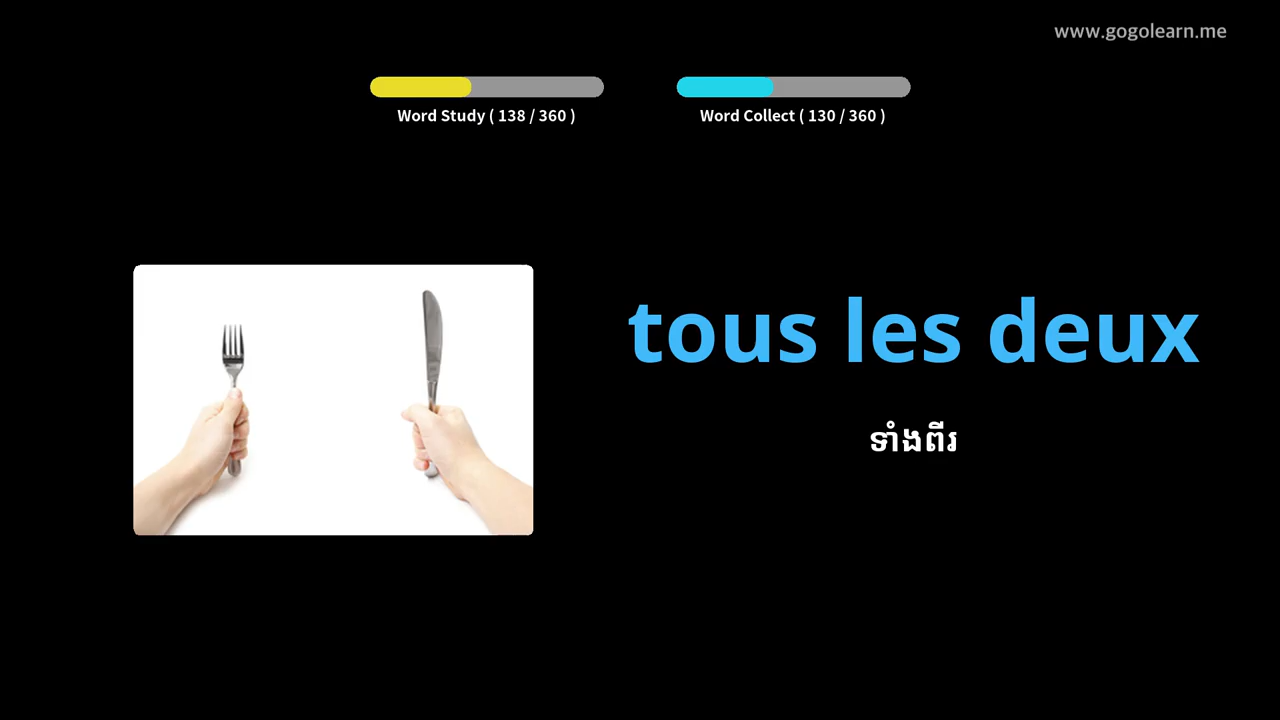 www.gogolearn.me
Word Study ( 138 / 360 )
Word Collect ( 130 / 360 )
tous les deux
ទាំងពីរ